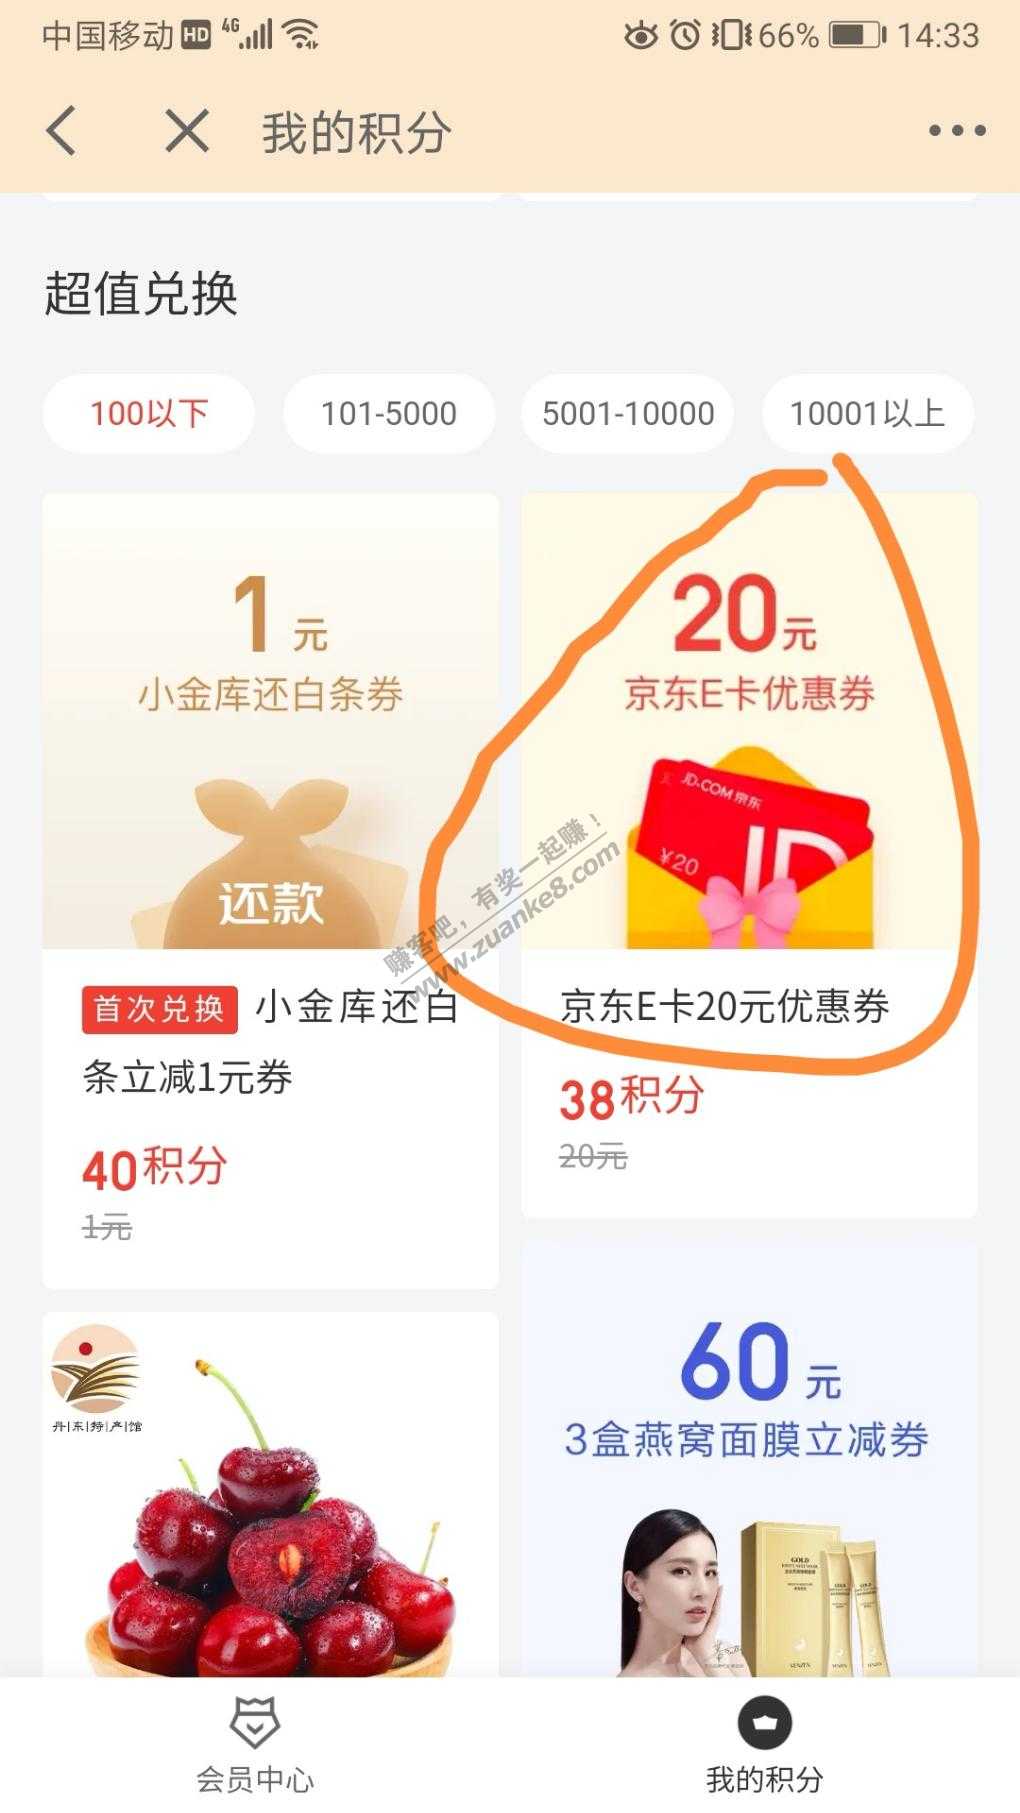 中国移动 HD 4G 66% 14:33
我的积分
超值兑换
100以下 101-5000 5001-10000 10001以上
1元
小金库还白条券
还款
首次兑换 小金库还白
条立减1元券
40积分
1元
20元
京东E卡优惠券
JD.COM 京东
¥20
JD
京东E卡20元优惠券
38积分
20元
赚客吧，有奖一起赚！
www.zuanke8.com
丹东特产馆
60元
3盒燕窝面膜立减券
GOLD
会员中心 我的积分